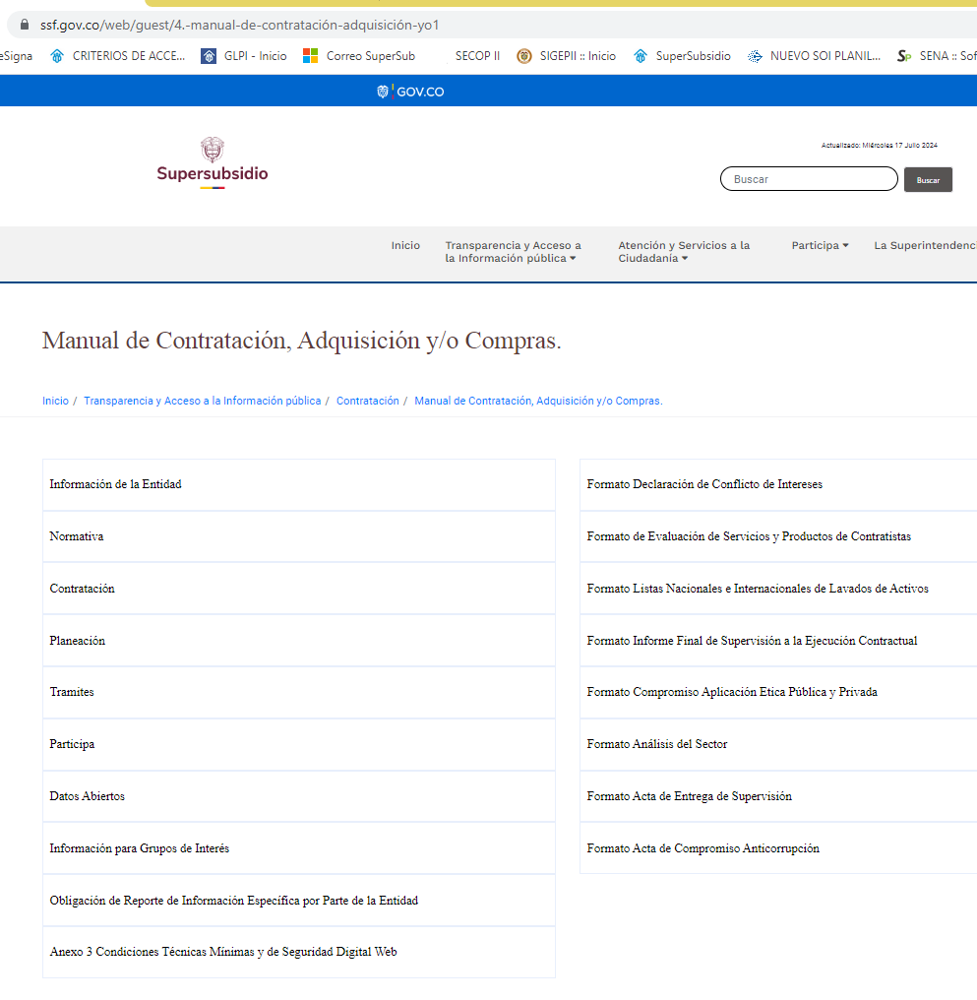 ssf.gov.co/web/guest/4.-manual-de-contratación-adquisición-yo1
eSigna CRITERIOS DE ACCE... GLPI - Inicio Correo SuperSub SECOP II SIGEPII :: Inicio SuperSubsidio NUEVO SOI PLANIL... SENA :: Sof
GOV.CO
Actualizado: Miércoles 17 Julio 2024
Supersubsidio
Buscar Buscar
Inicio
Transparencia y Acceso a
la Información pública
Atención y Servicios a la
Ciudadanía
Participa
La Superintendenc
Manual de Contratación, Adquisición y/o Compras.
Inicio / Transparencia y Acceso a la Información pública / Contratación / Manual de Contratación, Adquisición y/o Compras.
Información de la Entidad
Normativa
Contratación
Planeación
Tramites
Participa
Datos Abiertos
Información para Grupos de Interés
Obligación de Reporte de Información Específica por Parte de la Entidad
Anexo 3 Condiciones Técnicas Mínimas y de Seguridad Digital Web
Formato Declaración de Conflicto de Intereses
Formato de Evaluación de Servicios y Productos de Contratistas
Formato Listas Nacionales e Internacionales de Lavados de Activos
Formato Informe Final de Supervisión a la Ejecución Contractual
Formato Compromiso Aplicación Etica Pública y Privada
Formato Análisis del Sector
Formato Acta de Entrega de Supervisión
Formato Acta de Compromiso Anticorrupción